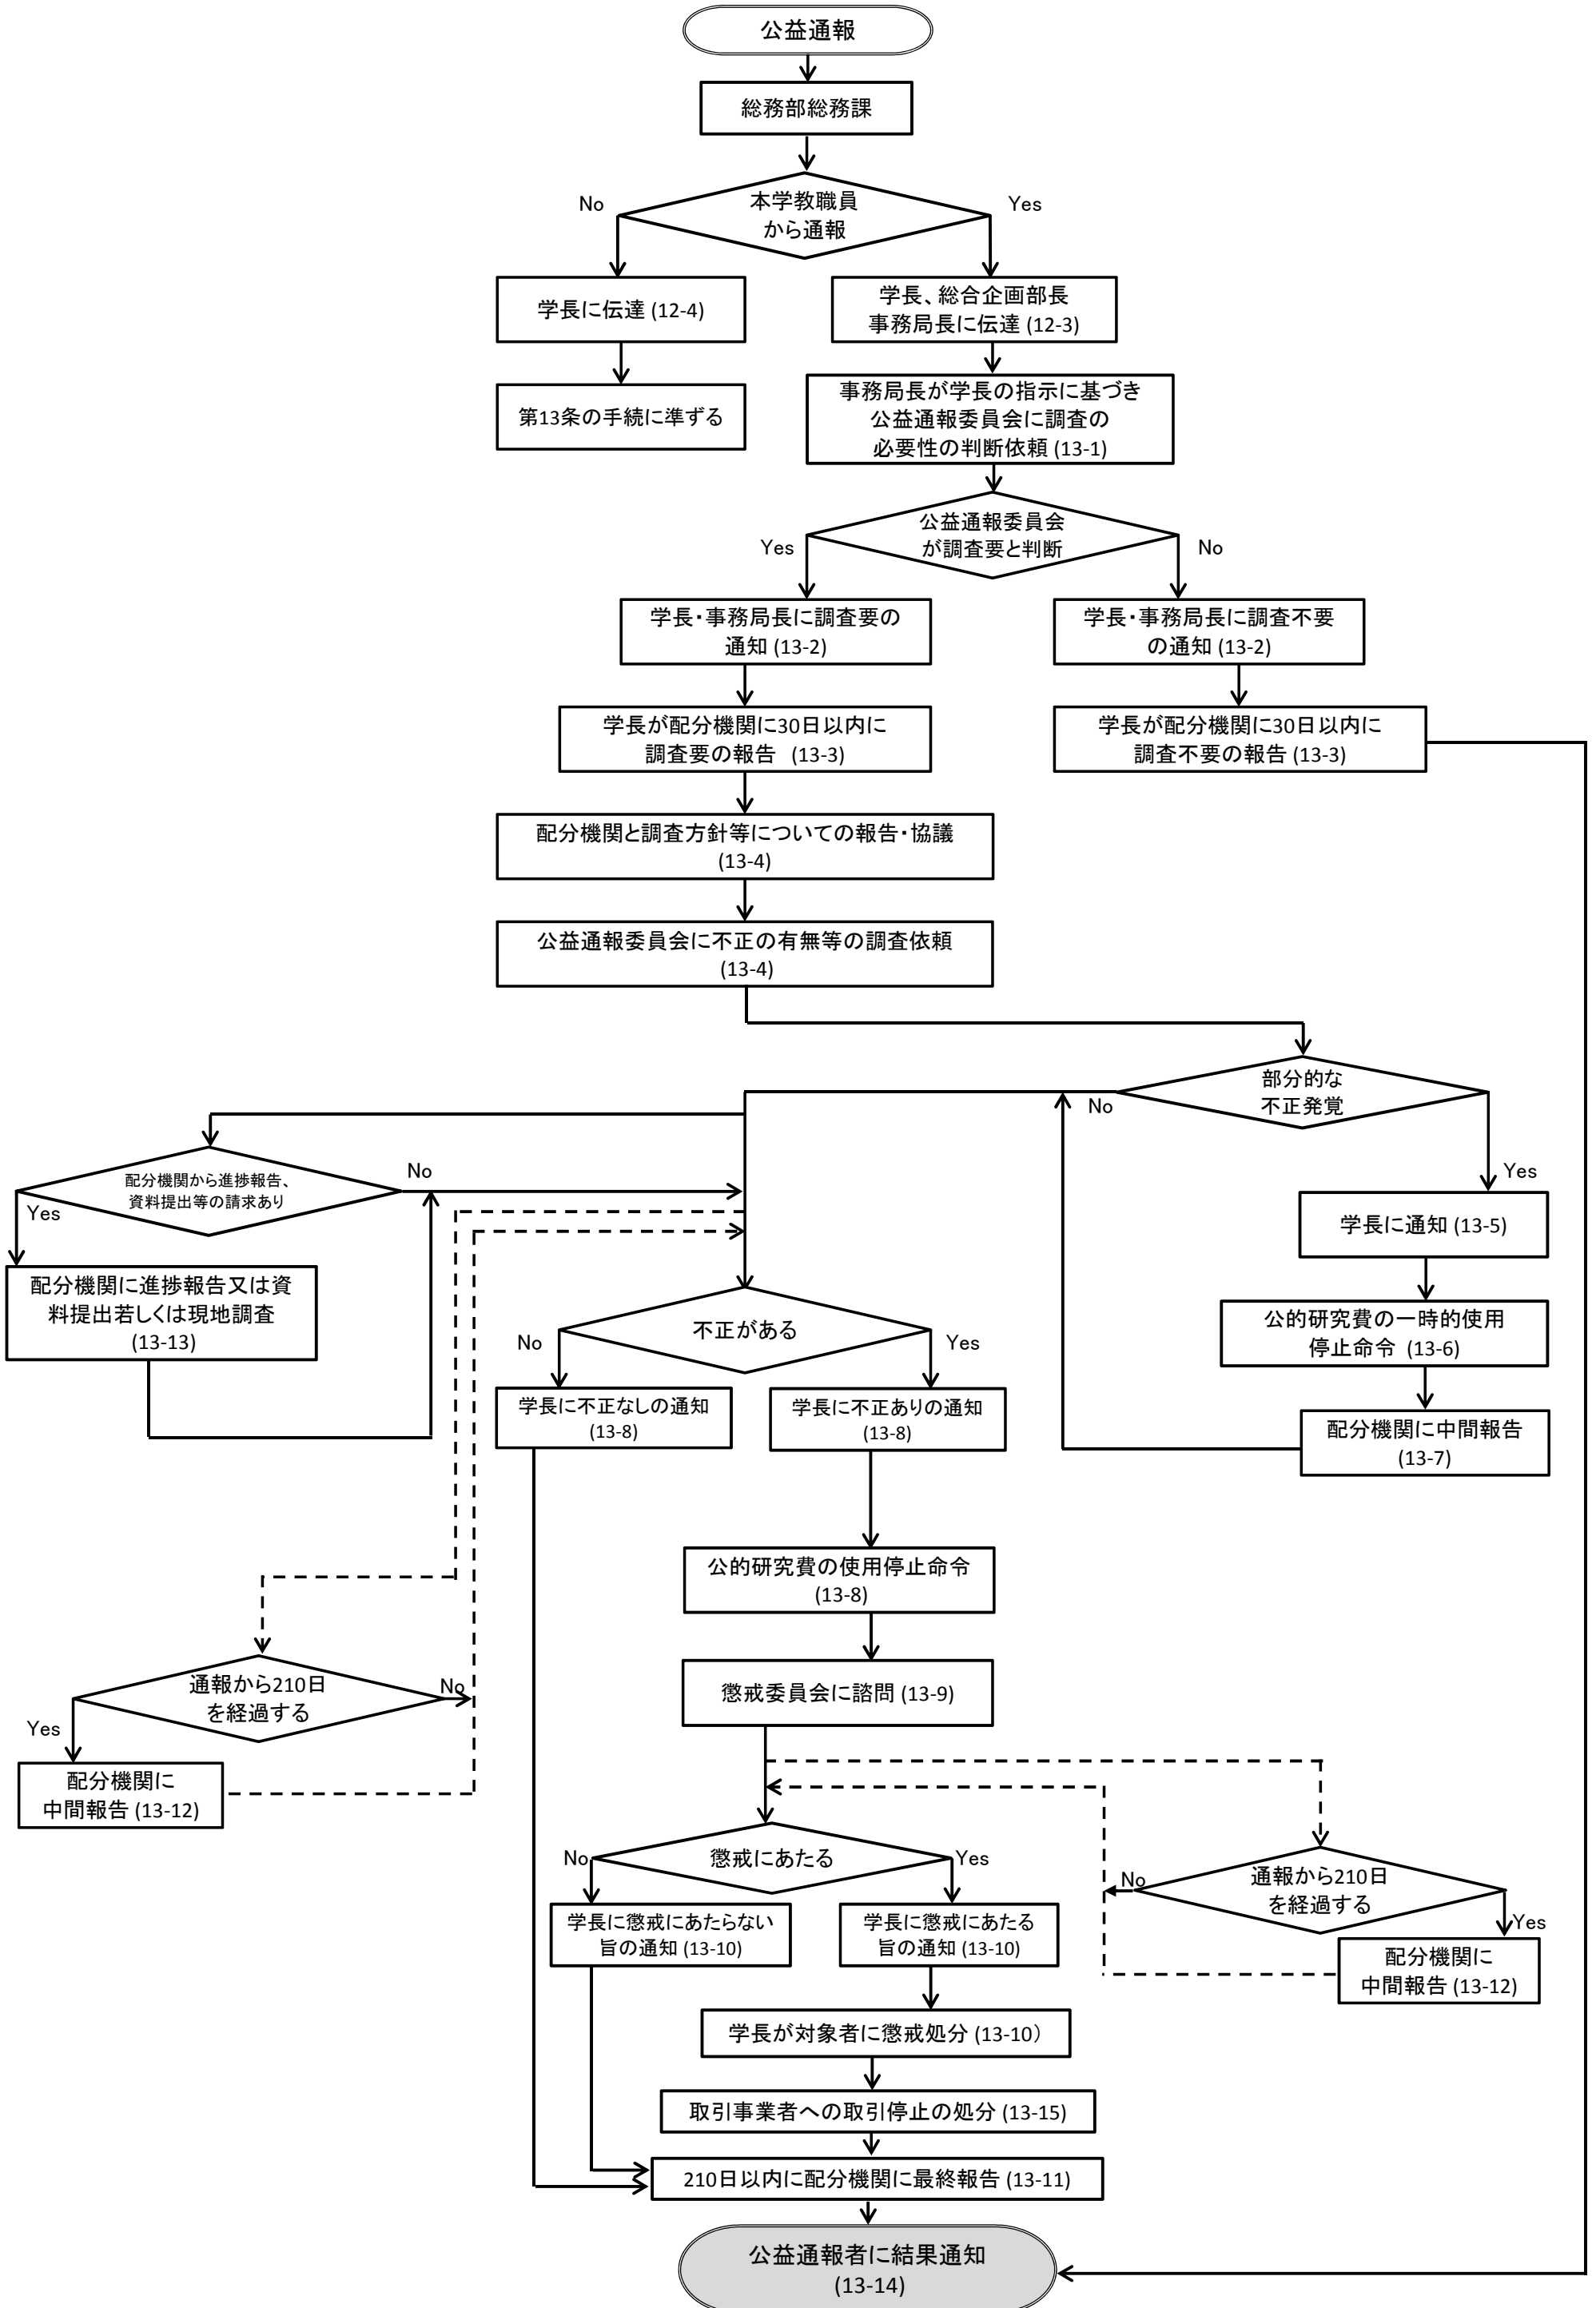 公益通報
総務部総務課
本学教職員
から通報
No
Yes
学長に伝達 (12-4)
学長、総合企画部長
事務局長に伝達 (12-3)
第13条の手続に準ずる
事務局長が学長の指示に基づき
公益通報委員会に調査の
必要性の判断依頼 (13-1)
公益通報委員会
が調査要と判断
Yes
No
学長・事務局長に調査要の
通知 (13-2)
学長・事務局長に調査不要
の通知 (13-2)
学長が配分機関に30日以内に
調査要の報告 (13-3)
学長が配分機関に30日以内に
調査不要の報告 (13-3)
配分機関と調査方針等についての報告・協議
(13-4)
公益通報委員会に不正の有無等の調査依頼
(13-4)
部分的な
不正発覚
No
Yes
配分機関から進捗報告、
資料提出等の請求あり
No
Yes
学長に通知 (13-5)
配分機関に進捗報告又は資
料提出若しくは現地調査
(13-13)
公的研究費の一時的使用
停止命令 (13-6)
不正がある
No
Yes
学長に不正なしの通知
(13-8)
学長に不正ありの通知
(13-8)
配分機関に中間報告
(13-7)
公的研究費の使用停止命令
(13-8)
懲戒委員会に諮問 (13-9)
通報から210日
を経過する
No
Yes
配分機関に
中間報告 (13-12)
懲戒にあたる
No
Yes
通報から210日
を経過する
No
Yes
学長に懲戒にあたらない
旨の通知 (13-10)
学長に懲戒にあたる
旨の通知 (13-10)
配分機関に
中間報告 (13-12)
学長が対象者に懲戒処分 (13-10）
取引事業者への取引停止の処分 (13-15)
210日以内に配分機関に最終報告 (13-11)
公益通報者に結果通知
(13-14)